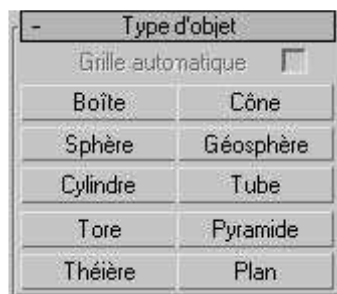 - Type d'objet
Grille automatique
Boîte Cône
Sphère Géosphère
Cylindre Tube
Tore Pyramide
Théière Plan